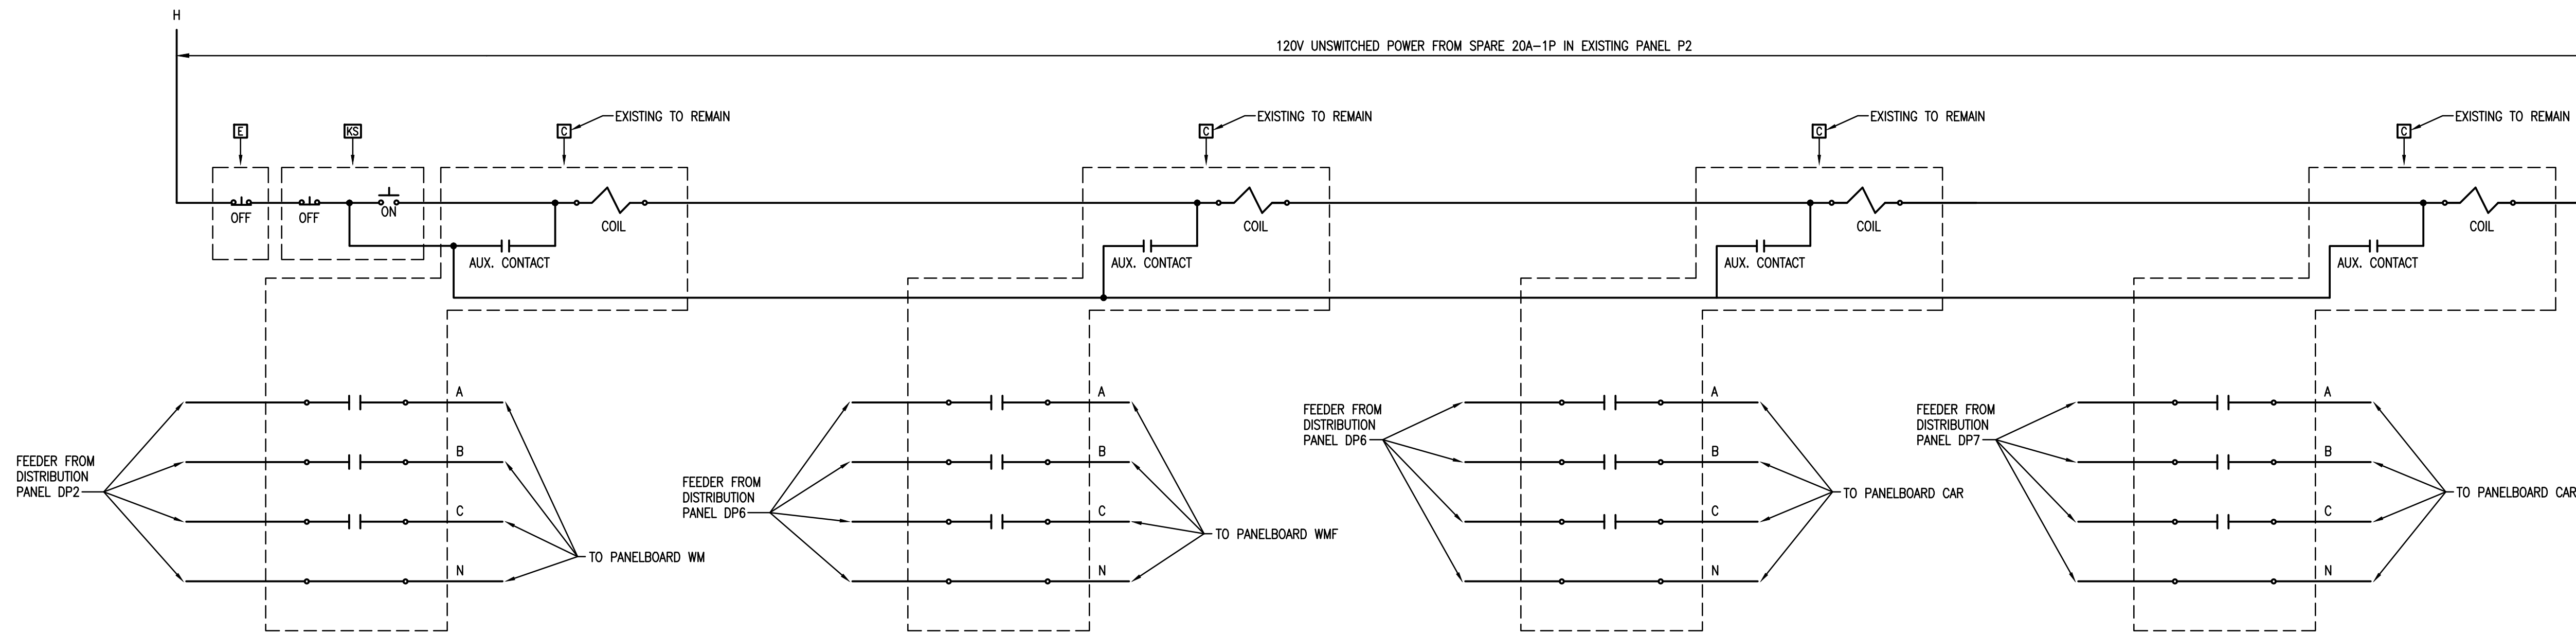 H
120V UNSWITCHED POWER FROM SPARE 20A-1P IN EXISTING PANEL P2
E
KS
C
EXISTING TO REMAIN
C
EXISTING TO REMAIN
C
EXISTING TO REMAIN
C
EXISTING TO REMAIN
OFF
OFF
ON
COIL
COIL
COIL
COIL
AUX. CONTACT
AUX. CONTACT
AUX. CONTACT
AUX. CONTACT
FEEDER FROM
DISTRIBUTION
PANEL DP2
A
B
C
N
TO PANELBOARD WM
FEEDER FROM
DISTRIBUTION
PANEL DP6
A
B
C
N
TO PANELBOARD WMF
FEEDER FROM
DISTRIBUTION
PANEL DP6
A
B
C
N
TO PANELBOARD CAR
FEEDER FROM
DISTRIBUTION
PANEL DP7
A
B
C
N
TO PANELBOARD CAR